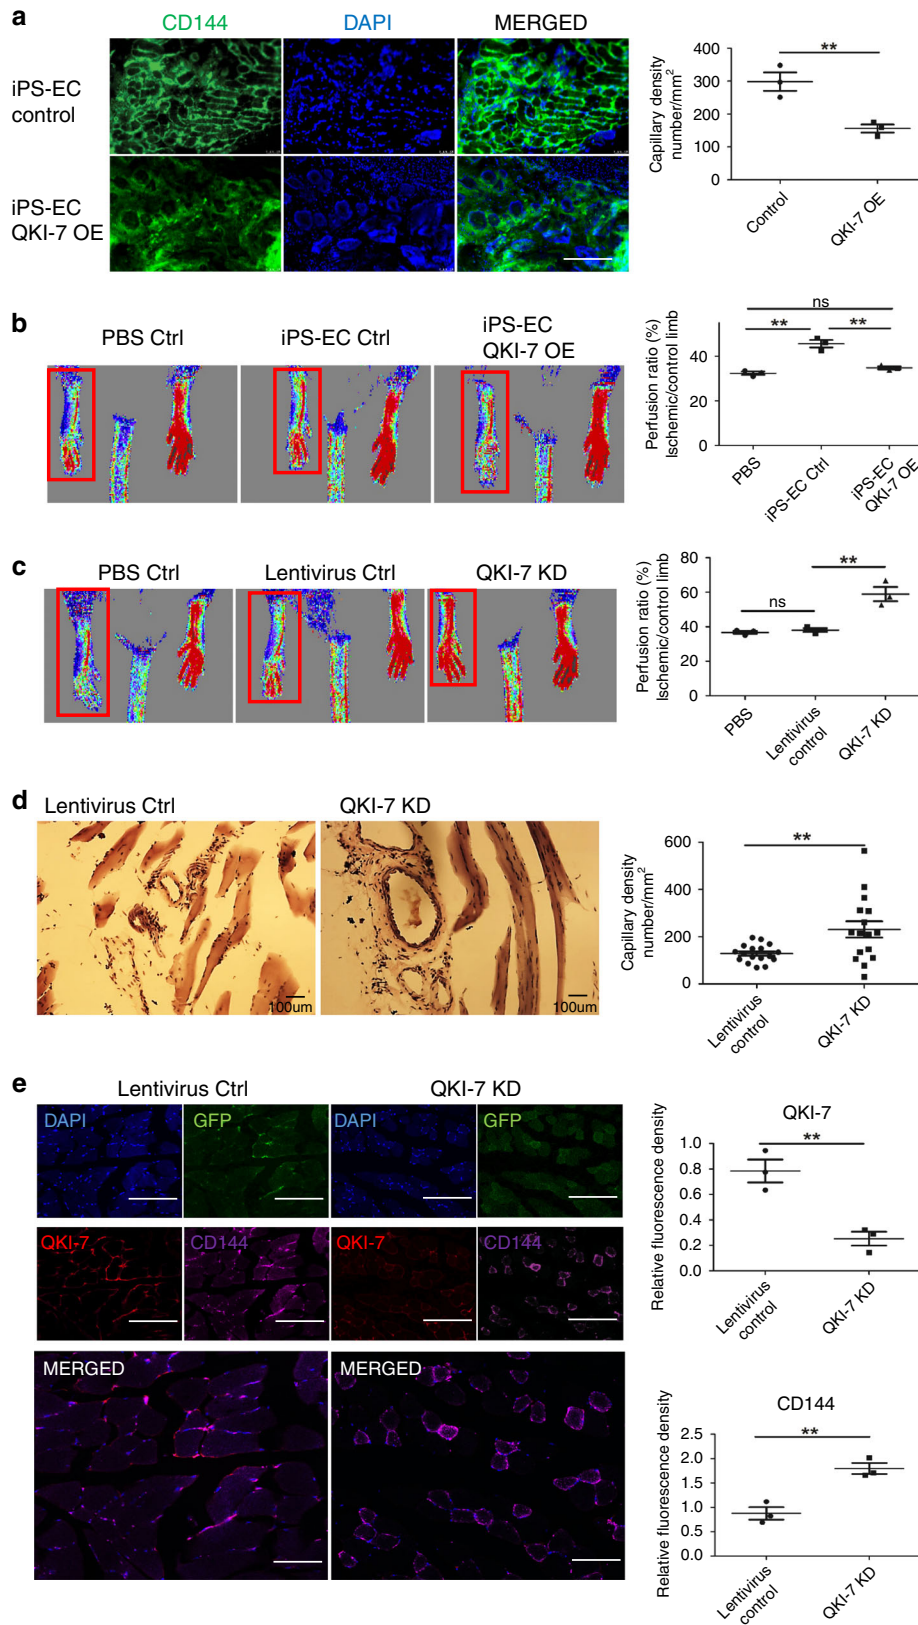 a
CD144
DAPI
MERGED
iPS-EC
control
iPS-EC
QKI-7 OE
Capillary density
number/mm²
400
300
200
100
0
**
Control
QKI-7 OE
b
PBS Ctrl
iPS-EC Ctrl
iPS-EC
QKI-7 OE
Perfusion ratio (%)
Ischemic/control limb
40
20
0
ns
**
**
PBS
iPS-EC Ctrl
iPS-EC
QKI-7 OE
c
PBS Ctrl
Lentivirus Ctrl
QKI-7 KD
Perfusion ratio (%)
Ischemic/control limb
80
60
40
20
0
ns
**
PBS
Lentivirus
control
QKI-7 KD
d
Lentivirus Ctrl
QKI-7 KD
100um
100um
Capillary density
number/mm²
600
400
200
0
**
Lentivirus
control
QKI-7 KD
e
Lentivirus Ctrl
QKI-7 KD
DAPI
GFP
DAPI
GFP
QKI-7
CD144
QKI-7
CD144
MERGED
MERGED
QKI-7
Relative fluorescence density
1.0
0.8
0.6
0.4
0.2
0.0
**
Lentivirus
control
QKI-7 KD
CD144
Relative fluorescence density
2.5
2.0
1.5
1.0
0.5
0.0
**
Lentivirus
control
QKI-7 KD